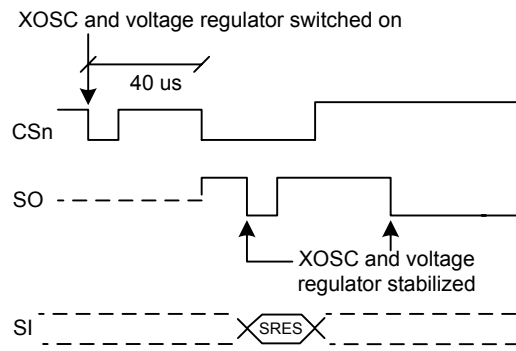 XOSC and voltage regulator switched on
40 us
CSn
SO
XOSC and voltage
regulator stabilized
SI
SRES